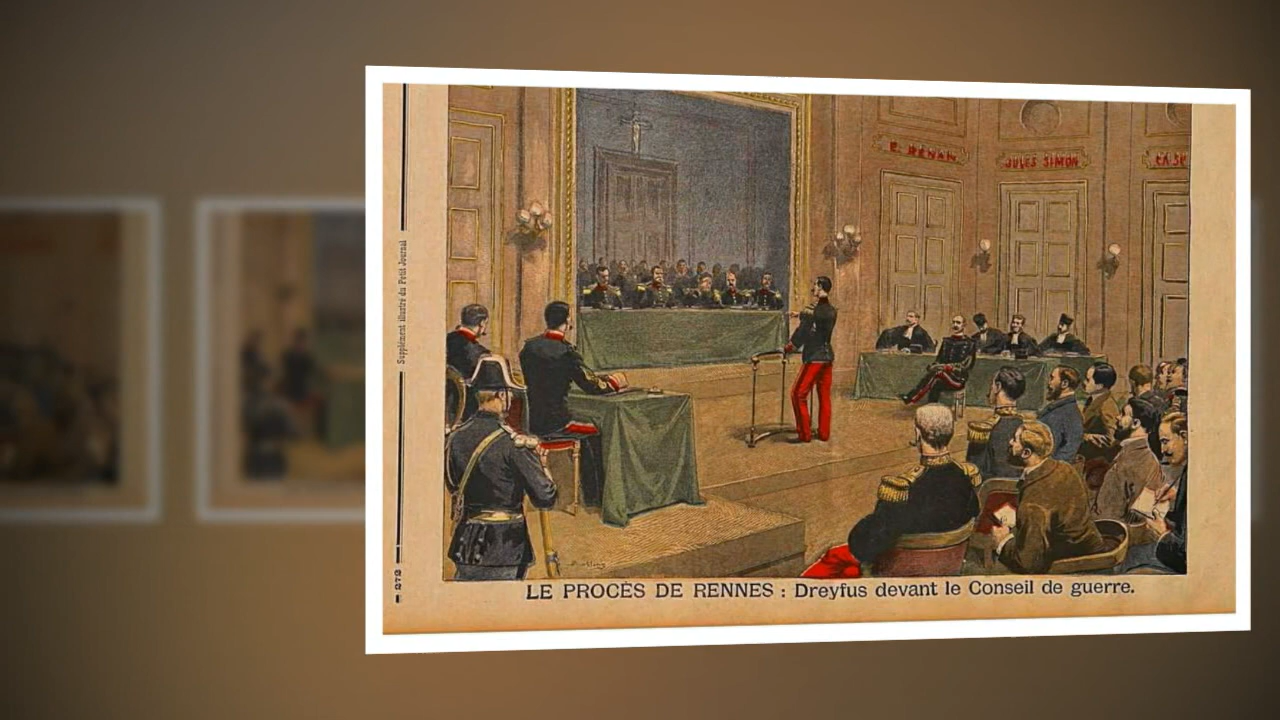 Supplément illustré du Petit Journal
E. RENAN
JULES SIMON
272
LE PROCÈS DE RENNES : Dreyfus devant le Conseil de guerre.